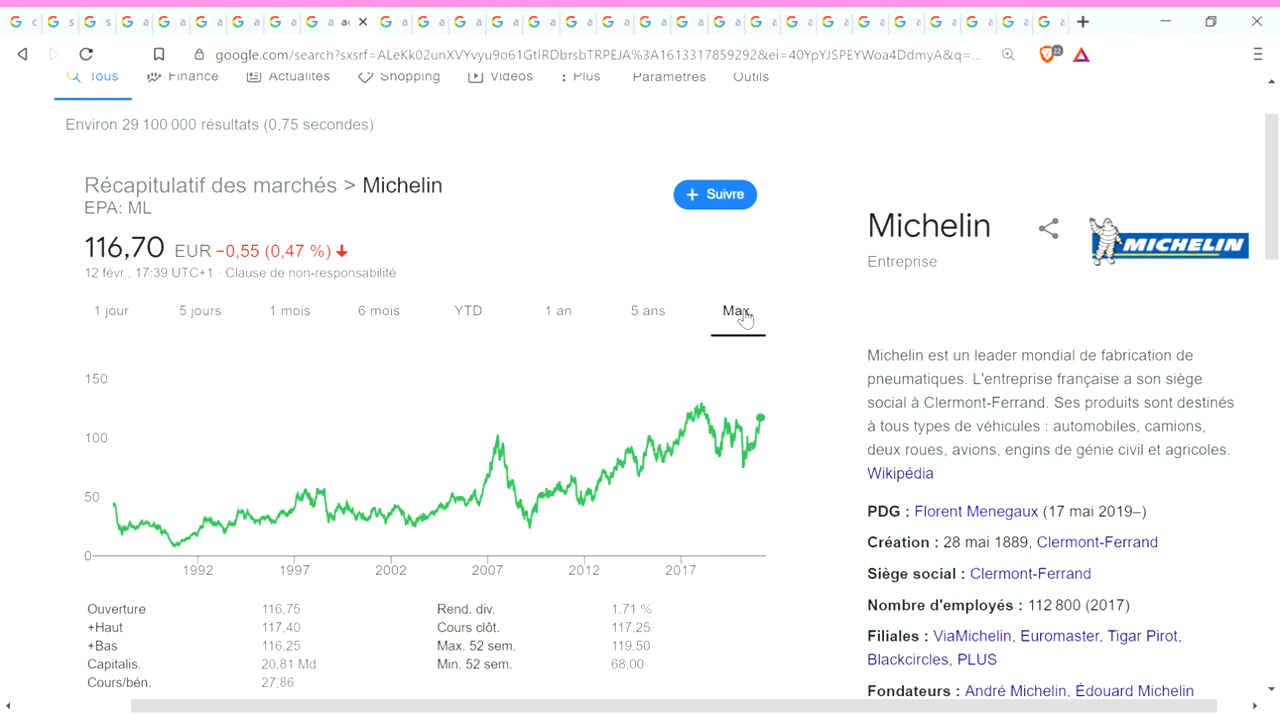 google.com/search?sxsrf=ALeKk02unXVYvyu9o61GtIRDbrsbTRPEJA%3A1613317859292&ei=40YpYJSPEYWoa4DdmyA&q=...
22
Tous Finance Actualités Shopping Vidéos Plus Paramètres Outils
Environ 29 100 000 résultats (0,75 secondes)
Récapitulatif des marchés > Michelin
EPA: ML
+ Suivre
116,70 EUR −0,55 (0,47 %)
12 févr., 17:39 UTC+1 · Clause de non-responsabilité
1 jour 5 jours 1 mois 6 mois YTD 1 an 5 ans Max.
150
100
50
0
1992 1997 2002 2007 2012 2017
Ouverture 116,75 Rend. div. 1,71 %
+Haut 117,40 Cours clôt. 117,25
+Bas 116,25 Max. 52 sem. 119,50
Capitalis. 20,81 Md Min. 52 sem. 68,00
Cours/bén. 27,86
Michelin
Entreprise
MICHELIN
Michelin est un leader mondial de fabrication de
pneumatiques. L'entreprise française a son siège
social à Clermont-Ferrand. Ses produits sont destinés
à tous types de véhicules : automobiles, camions,
deux roues, avions, engins de génie civil et agricoles.
Wikipédia
PDG : Florent Menegaux (17 mai 2019–)
Création : 28 mai 1889, Clermont-Ferrand
Siège social : Clermont-Ferrand
Nombre d'employés : 112 800 (2017)
Filiales : ViaMichelin, Euromaster, Tigar Pirot,
Blackcircles, PLUS
Fondateurs : André Michelin, Édouard Michelin